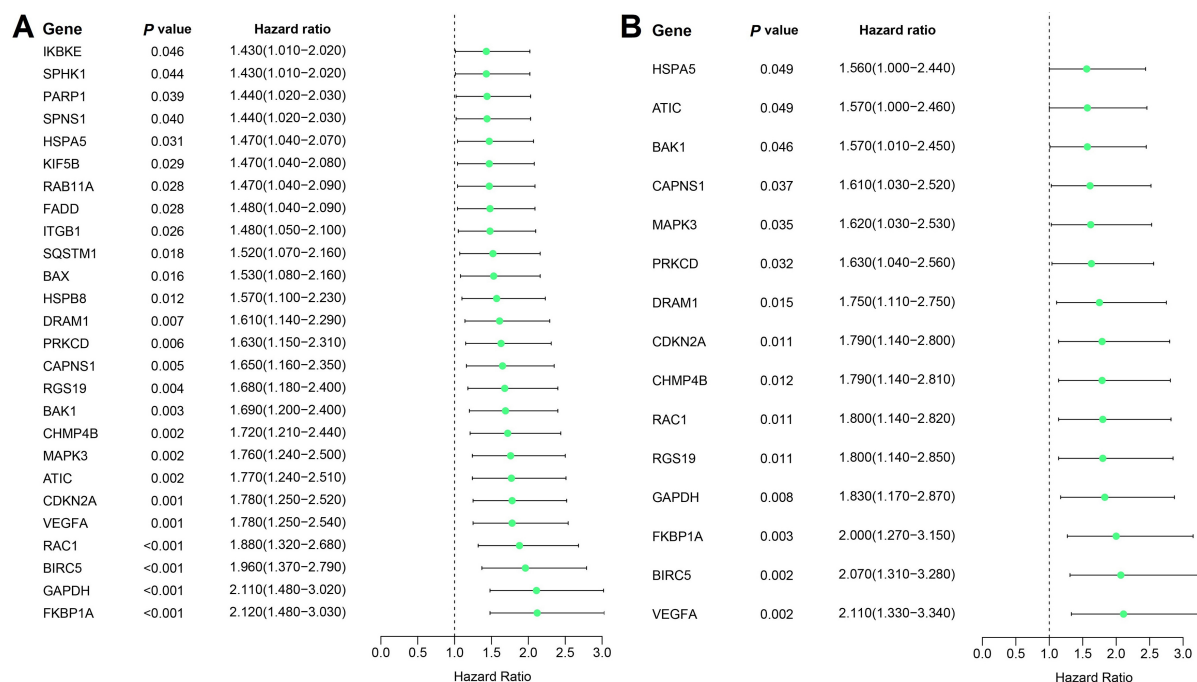 A
Gene P value Hazard ratio
IKBKE 0.046 1.430(1.010−2.020)
SPHK1 0.044 1.430(1.010−2.020)
PARP1 0.039 1.440(1.020−2.030)
SPNS1 0.040 1.440(1.020−2.030)
HSPA5 0.031 1.470(1.040−2.070)
KIF5B 0.029 1.470(1.040−2.080)
RAB11A 0.028 1.470(1.040−2.090)
FADD 0.028 1.480(1.040−2.090)
ITGB1 0.026 1.480(1.050−2.100)
SQSTM1 0.018 1.520(1.070−2.160)
BAX 0.016 1.530(1.080−2.160)
HSPB8 0.012 1.570(1.100−2.230)
DRAM1 0.007 1.610(1.140−2.290)
PRKCD 0.006 1.630(1.150−2.310)
CAPNS1 0.005 1.650(1.160−2.350)
RGS19 0.004 1.680(1.180−2.400)
BAK1 0.003 1.690(1.200−2.400)
CHMP4B 0.002 1.720(1.210−2.440)
MAPK3 0.002 1.760(1.240−2.500)
ATIC 0.002 1.770(1.240−2.510)
CDKN2A 0.001 1.780(1.250−2.520)
VEGFA 0.001 1.780(1.250−2.540)
RAC1 <0.001 1.880(1.320−2.680)
BIRC5 <0.001 1.960(1.370−2.790)
GAPDH <0.001 2.110(1.480−3.020)
FKBP1A <0.001 2.120(1.480−3.030)
0.0 0.5 1.0 1.5 2.0 2.5 3.0
Hazard Ratio
B
Gene P value Hazard ratio
HSPA5 0.049 1.560(1.000−2.440)
ATIC 0.049 1.570(1.000−2.460)
BAK1 0.046 1.570(1.010−2.450)
CAPNS1 0.037 1.610(1.030−2.520)
MAPK3 0.035 1.620(1.030−2.530)
PRKCD 0.032 1.630(1.040−2.560)
DRAM1 0.015 1.750(1.110−2.750)
CDKN2A 0.011 1.790(1.140−2.800)
CHMP4B 0.012 1.790(1.140−2.810)
RAC1 0.011 1.800(1.140−2.820)
RGS19 0.011 1.800(1.140−2.850)
GAPDH 0.008 1.830(1.170−2.870)
FKBP1A 0.003 2.000(1.270−3.150)
BIRC5 0.002 2.070(1.310−3.280)
VEGFA 0.002 2.110(1.330−3.340)
0.0 0.5 1.0 1.5 2.0 2.5 3.0
Hazard Ratio